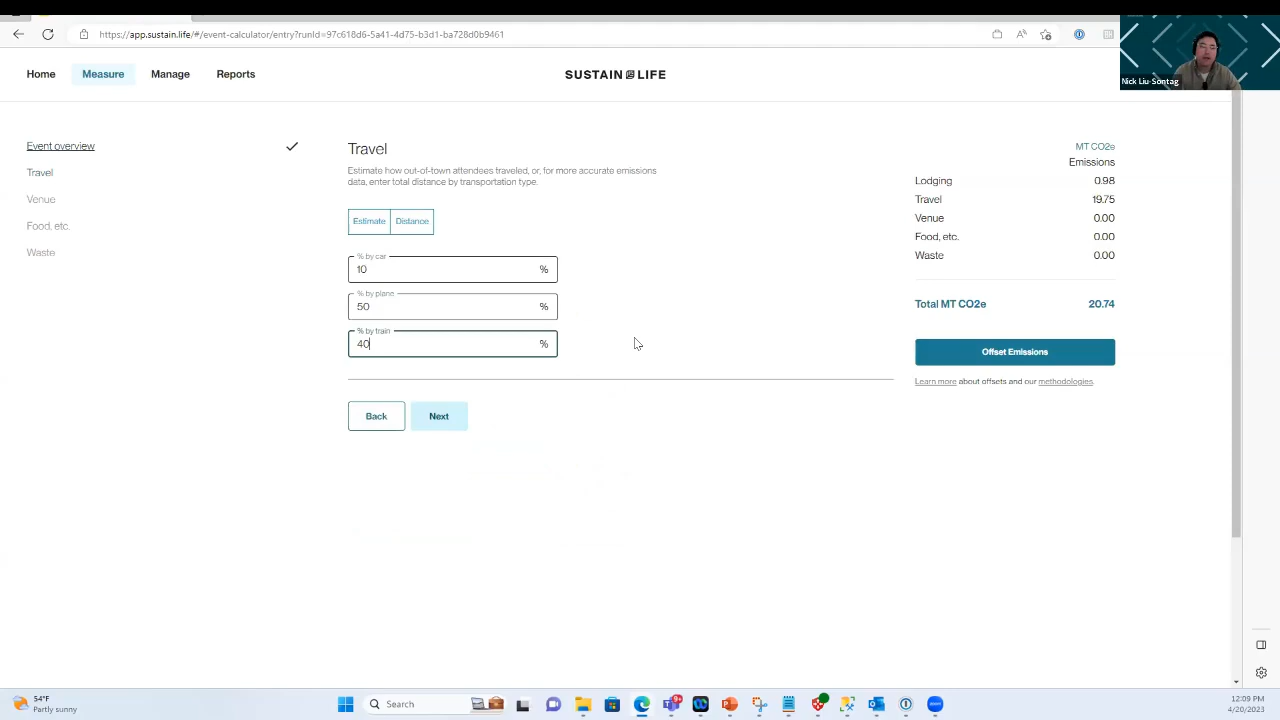 https://app.sustain.life/#/event-calculator/entry?runId=97c618d6-5a41-4d75-b3d1-ba728d0b9461
Nick Liu-Sontag
Home
Measure
Manage
Reports
SUSTAIN LIFE
Event overview
Travel
Venue
Food, etc.
Waste
Travel
Estimate how out-of-town attendees traveled, or, for more accurate emissions
data, enter total distance by transportation type.
Estimate
Distance
% by car
10 %
% by plane
50 %
% by train
40 %
Back
Next
MT CO2e
Emissions
Lodging 0.98
Travel 19.75
Venue 0.00
Food, etc. 0.00
Waste 0.00
Total MT CO2e 20.74
Offset Emissions
Learn more about offsets and our methodologies.
54°F
Partly sunny
Search
9+
zoom
12:09 PM
4/20/2023